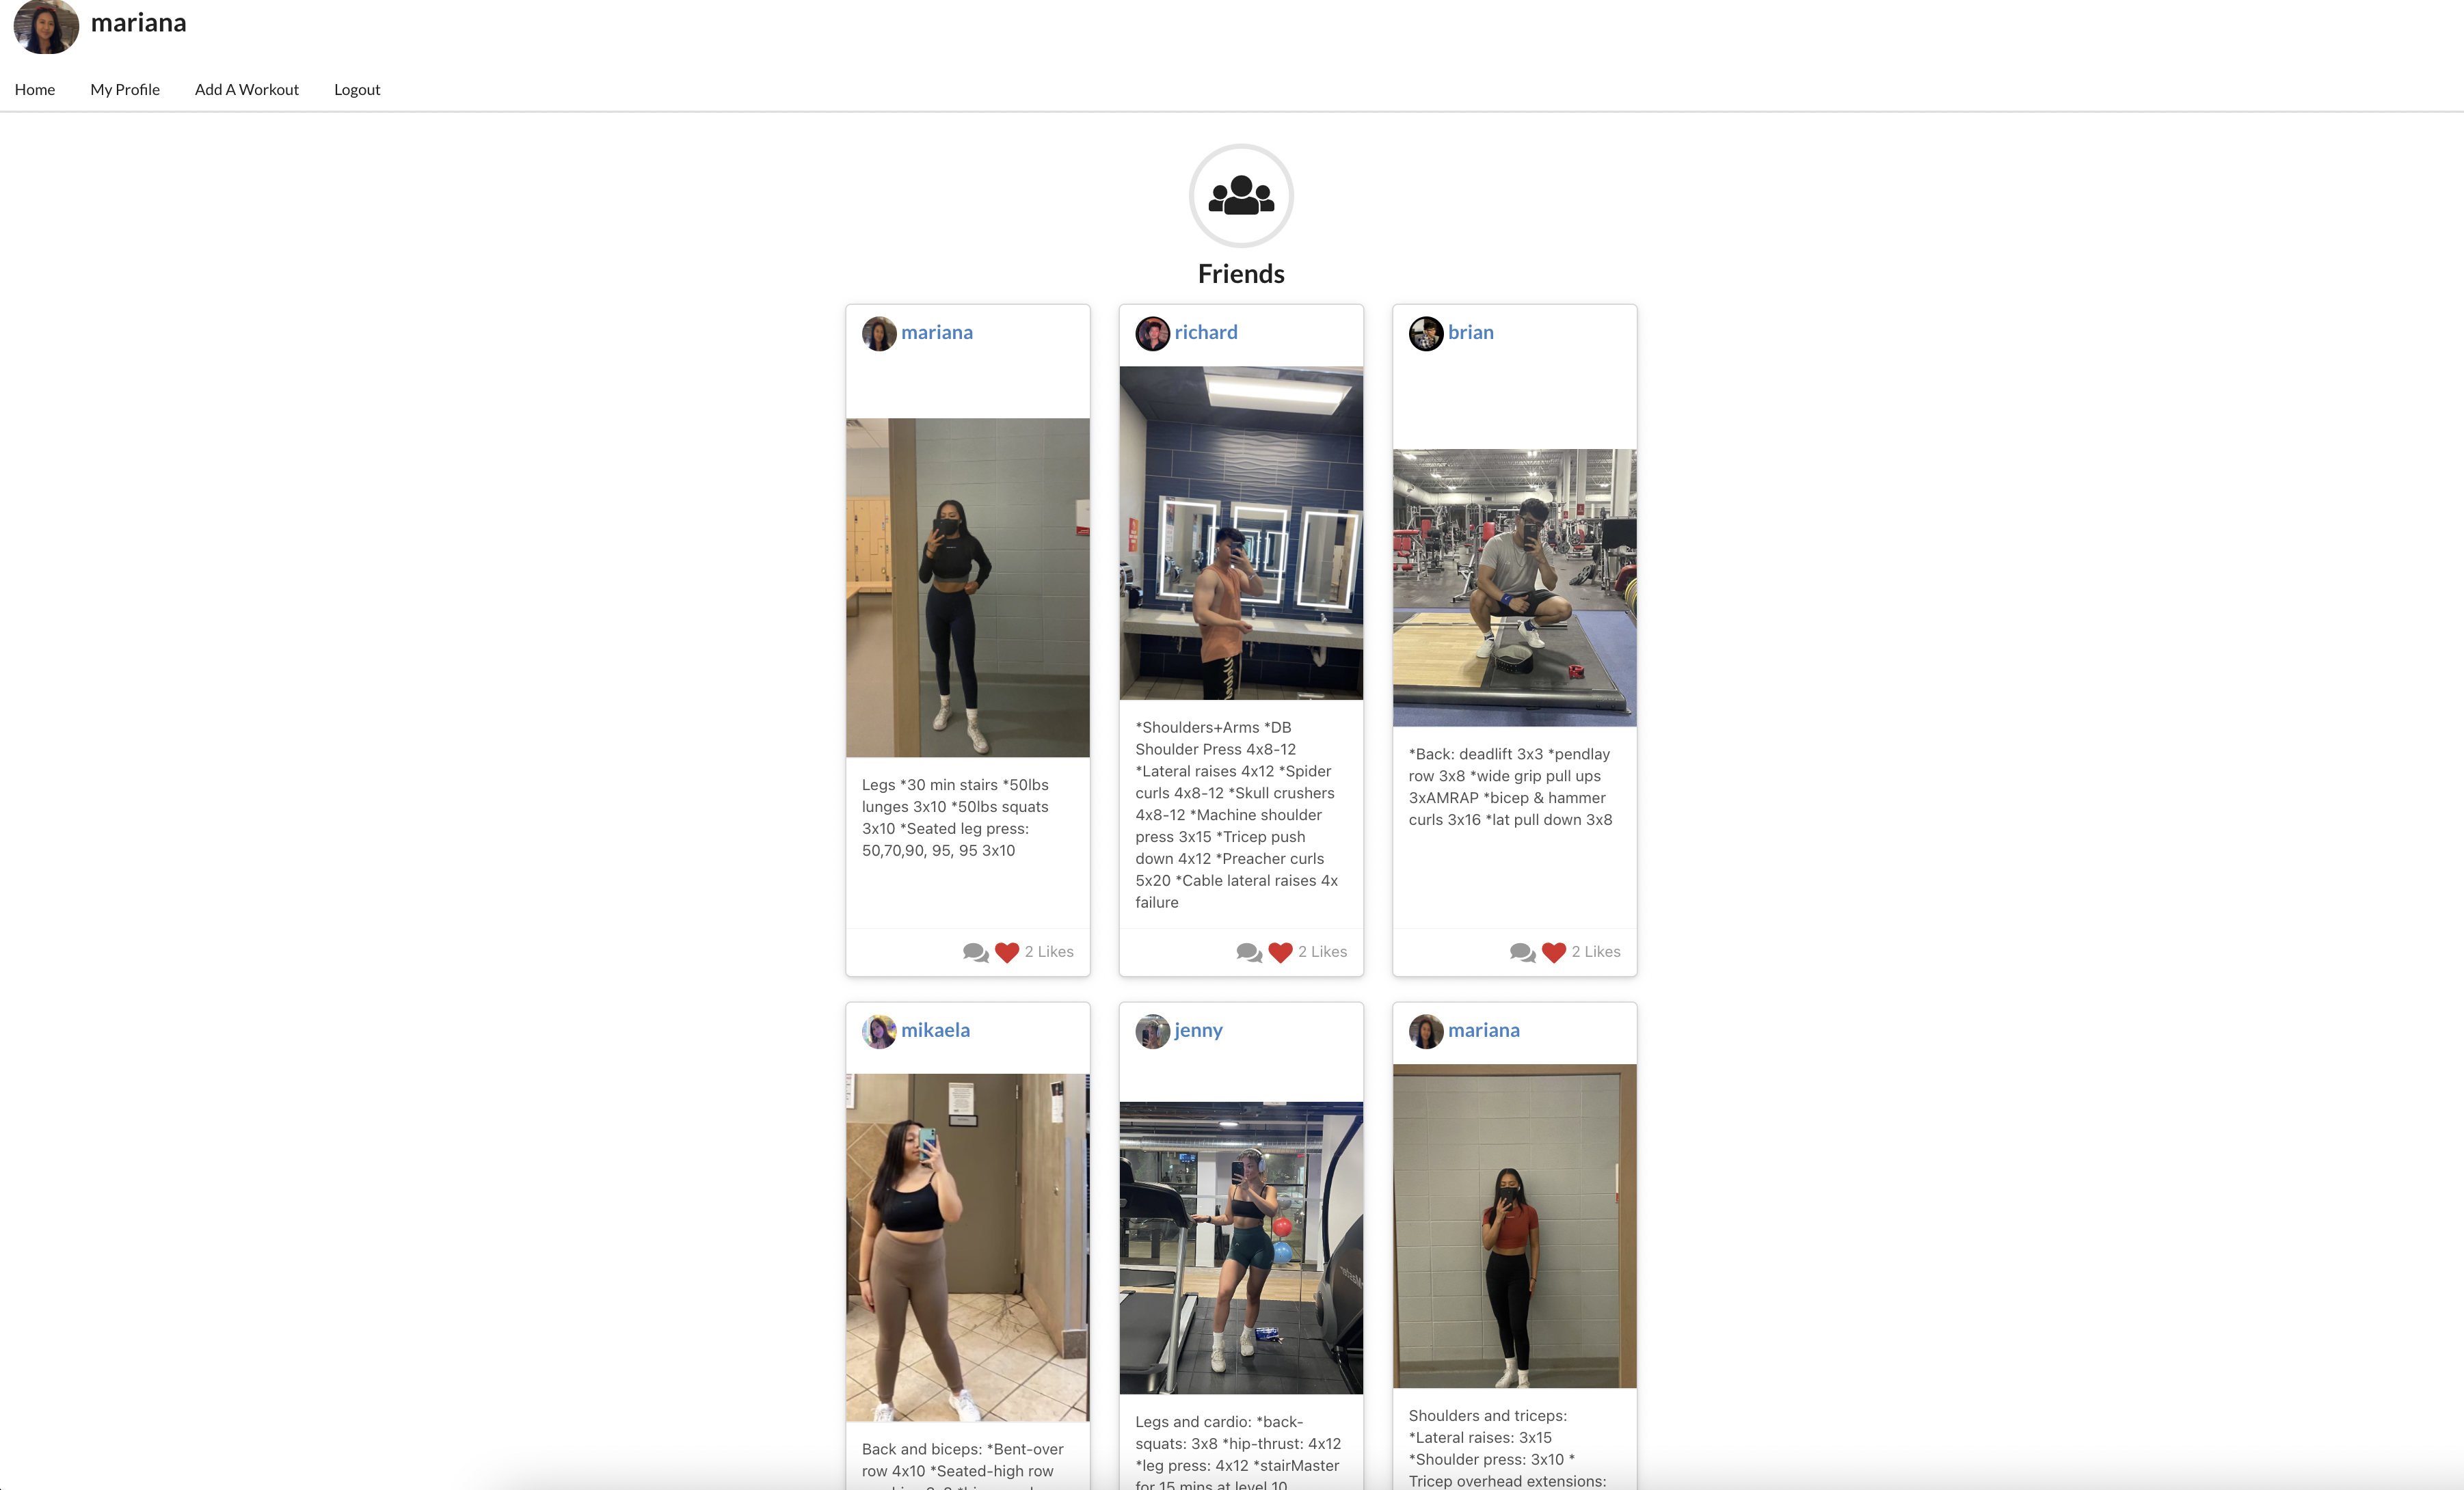 mariana
Home
My Profile
Add A Workout
Logout
Friends
mariana
Legs *30 min stairs *50lbs
lunges 3x10 *50lbs squats
3x10 *Seated leg press:
50,70,90, 95, 95 3x10
2 Likes
richard
*Shoulders+Arms *DB
Shoulder Press 4x8-12
*Lateral raises 4x12 *Spider
curls 4x8-12 *Skull crushers
4x8-12 *Machine shoulder
press 3x15 *Tricep push
down 4x12 *Preacher curls
5x20 *Cable lateral raises 4x
failure
2 Likes
brian
*Back: deadlift 3x3 *pendlay
row 3x8 *wide grip pull ups
3xAMRAP *bicep & hammer
curls 3x16 *lat pull down 3x8
2 Likes
mikaela
Back and biceps: *Bent-over
row 4x10 *Seated-high row
jenny
Legs and cardio: *back-
squats: 3x8 *hip-thrust: 4x12
*leg press: 4x12 *stairMaster
for 15 mins at level 10
mariana
Shoulders and triceps:
*Lateral raises: 3x15
*Shoulder press: 3x10 *
Tricep overhead extensions: